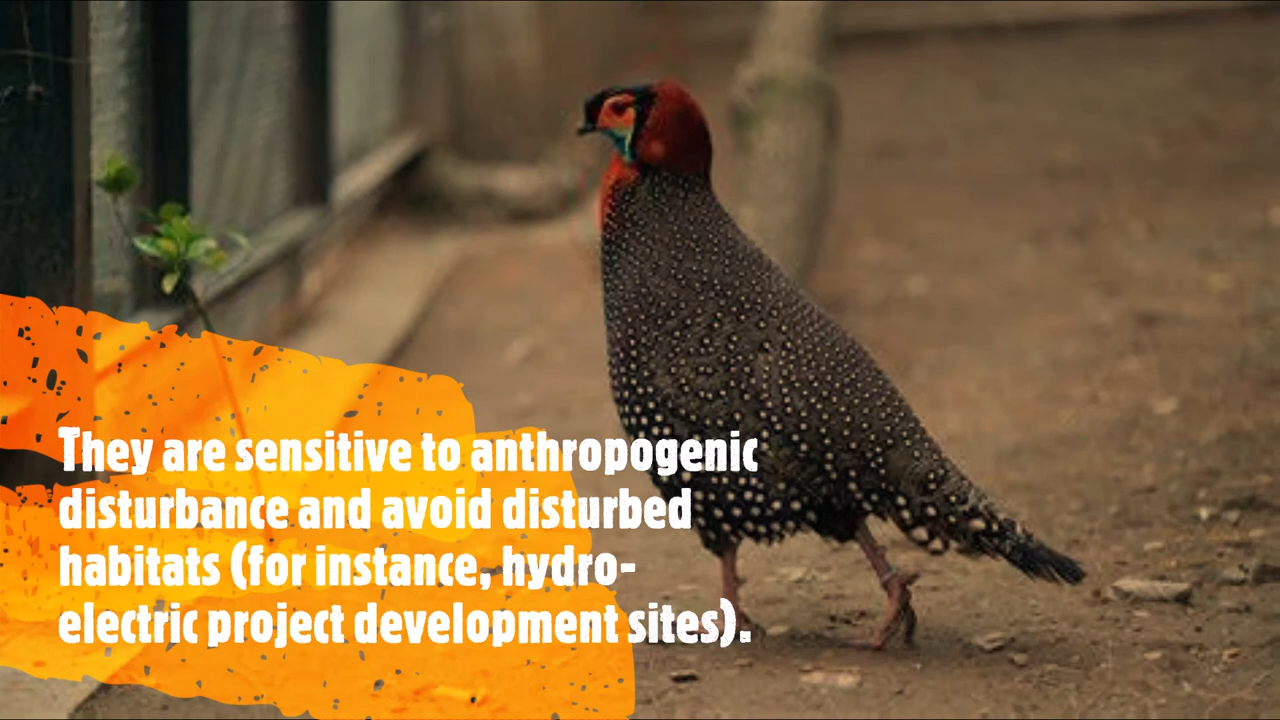 They are sensitive to anthropogenic
disturbance and avoid disturbed
habitats (for instance, hydro-
electric project development sites).